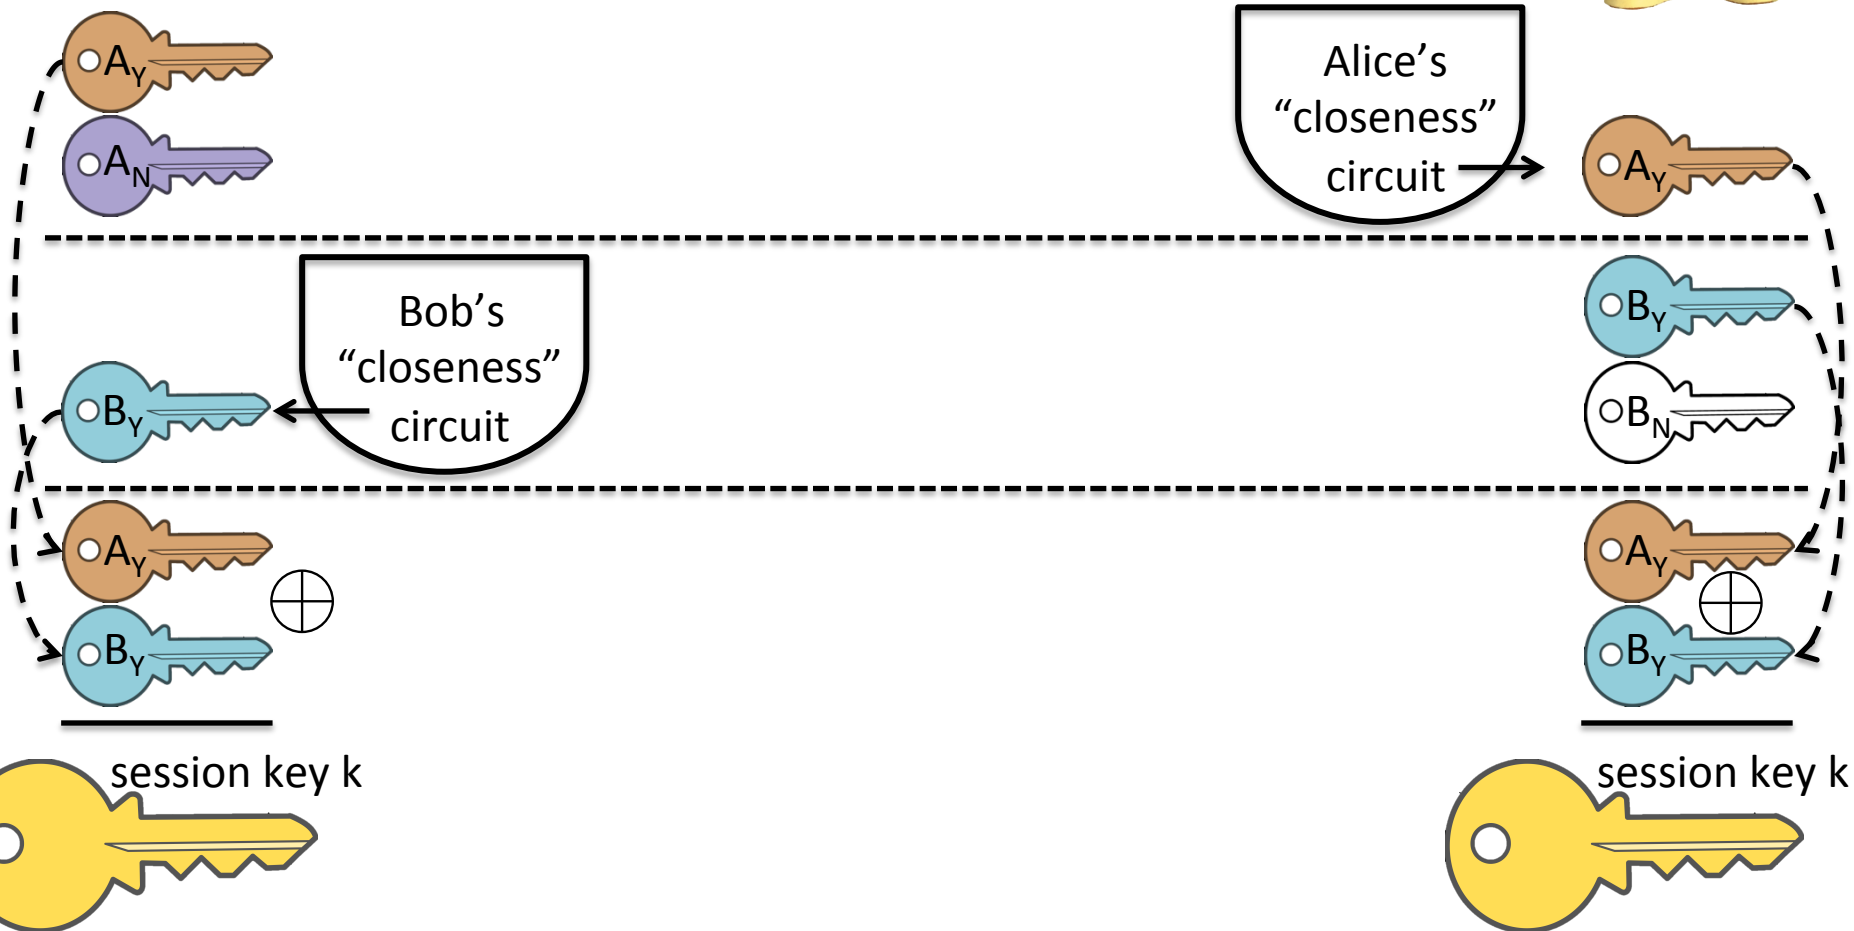 A_Y
A_N
Alice’s
“closeness”
circuit
A_Y
Bob’s
“closeness”
circuit
B_Y
B_Y
B_N
A_Y
B_Y
A_Y
B_Y
session key k
session key k